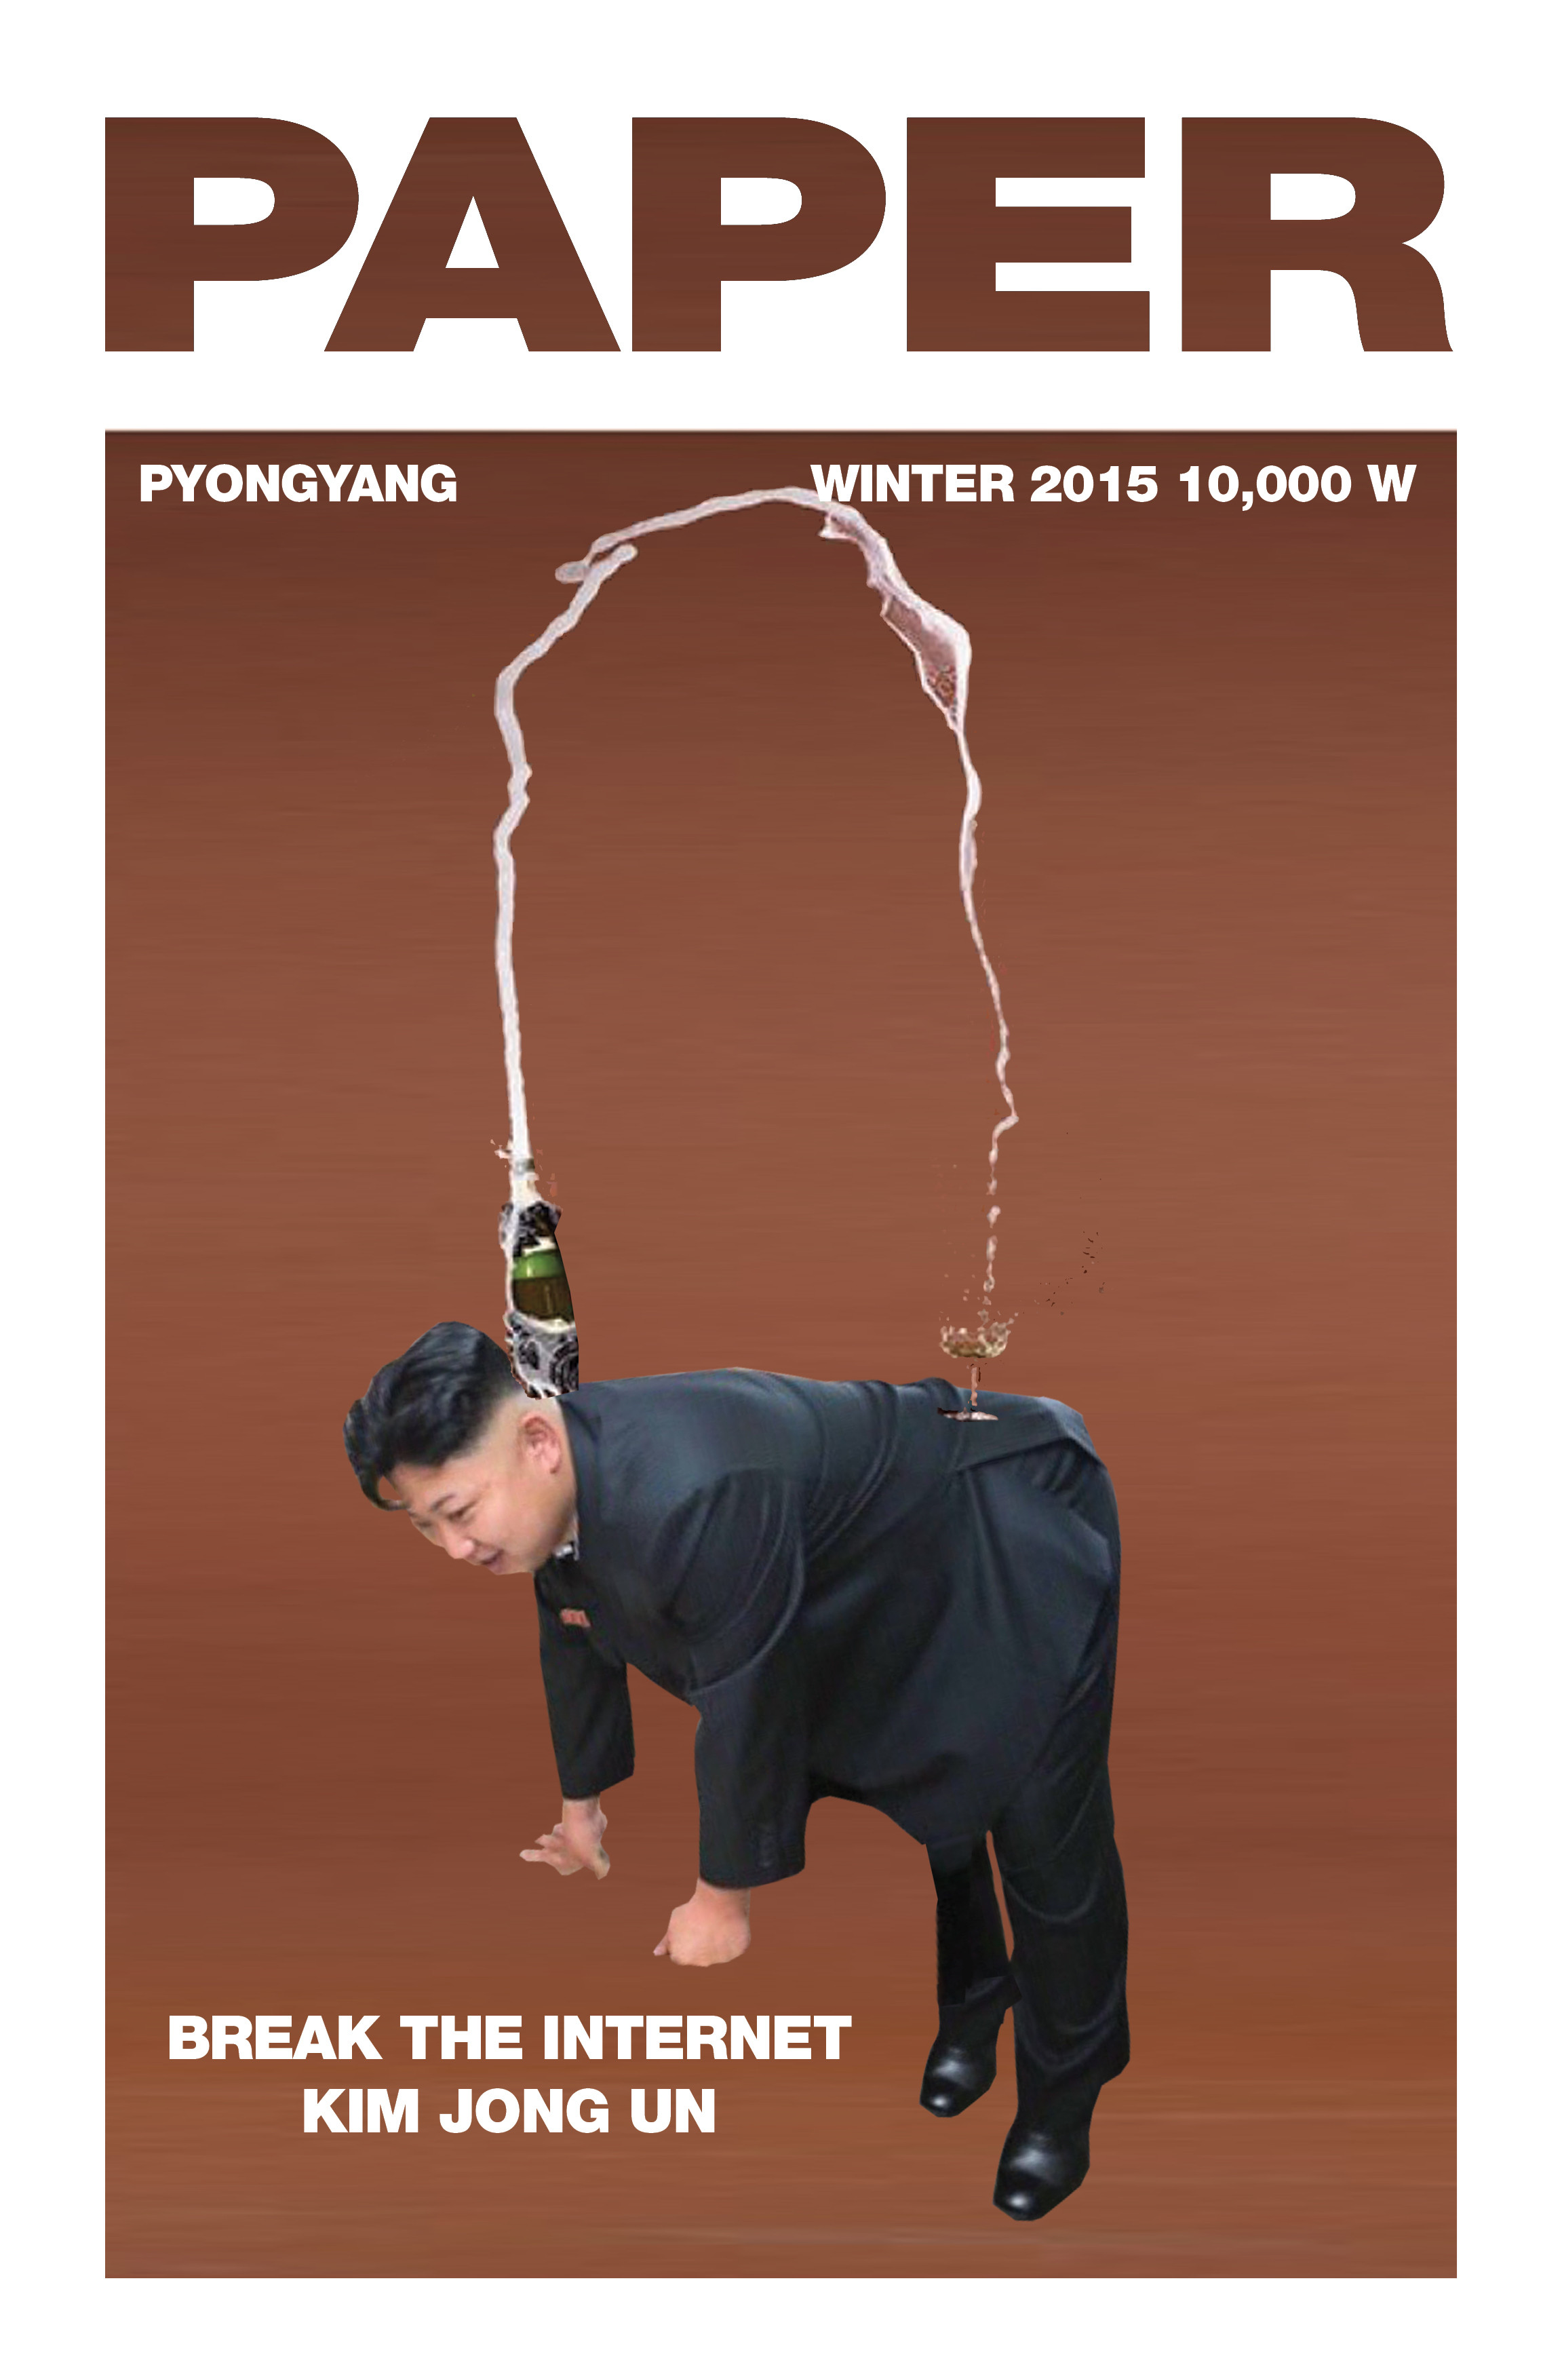 PAPER
PYONGYANG
WINTER 2015 10,000 W
BREAK THE INTERNET
KIM JONG UN